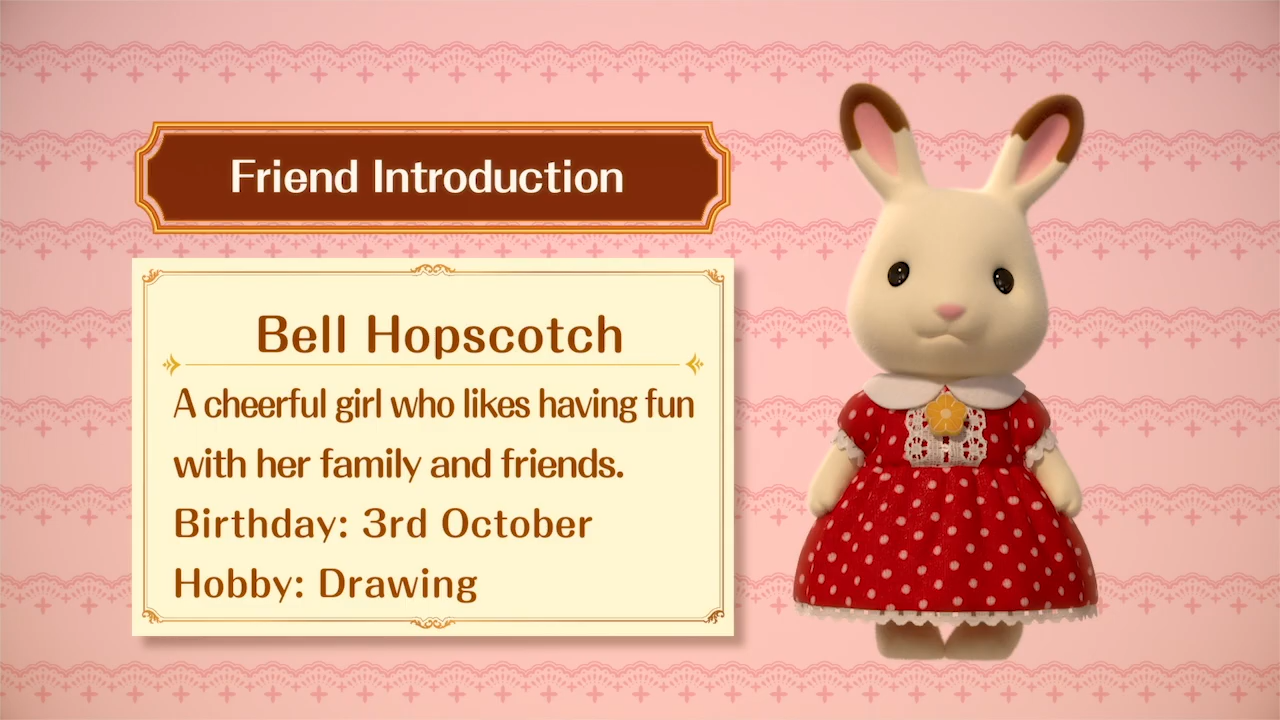 Friend Introduction
Bell Hopscotch
A cheerful girl who likes having fun
with her family and friends.
Birthday: 3rd October
Hobby: Drawing